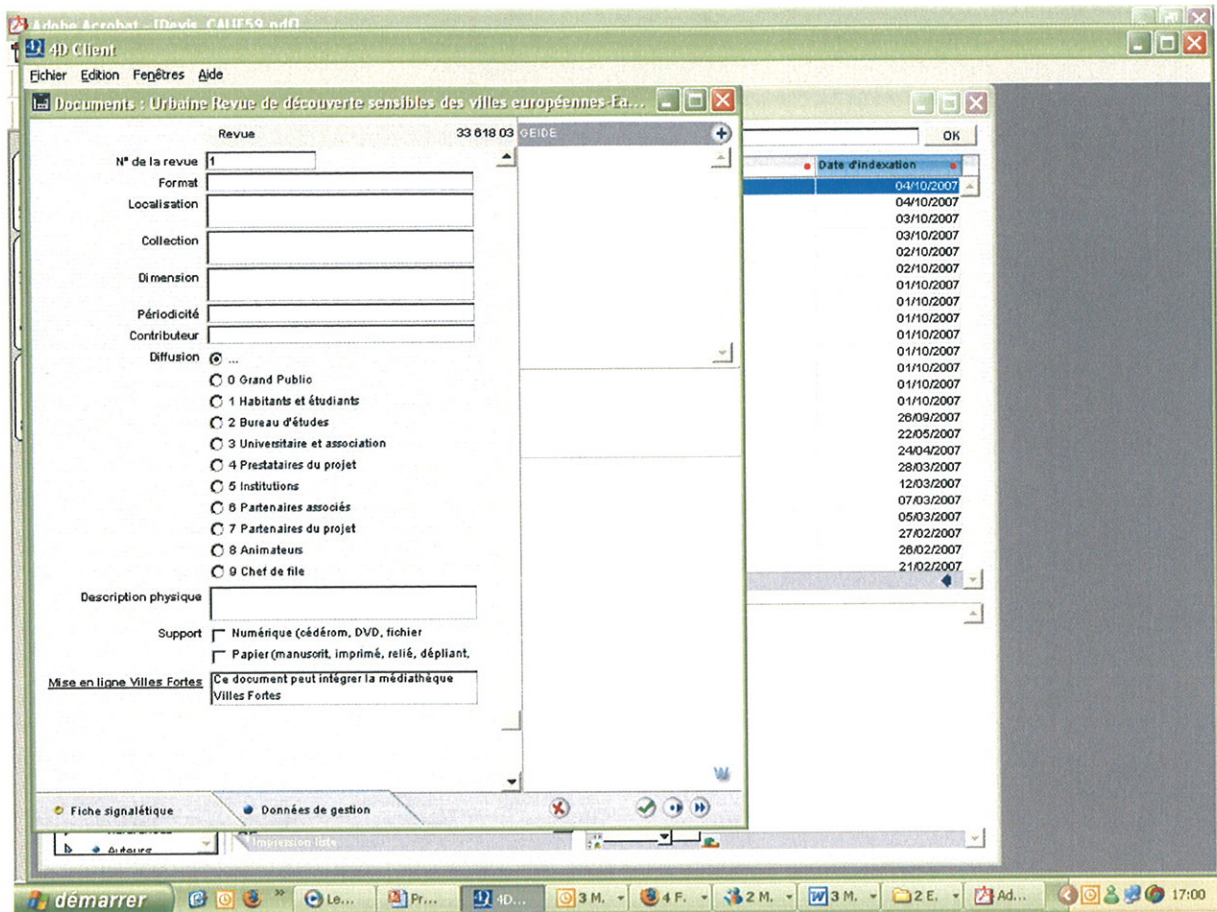 Adobe Acrobat - [Devis_CAUE59.pdf]
4D Client
Fichier Edition Fenêtres Aide
Documents : Urbaine Revue de découverte sensibles des villes européennes-Ea...
Revue 33 618 03 GEIDE
OK
N° de la revue 1
Format
Localisation
Collection
Dimension
Périodicité
Contributeur
Diffusion ...
0 Grand Public
1 Habitants et étudiants
2 Bureau d'études
3 Universitaire et association
4 Prestataires du projet
5 Institutions
6 Partenaires associés
7 Partenaires du projet
8 Animateurs
9 Chef de file
Description physique
Support Numérique (cédérom, DVD, fichier
Papier (manuscrit, imprimé, relié, dépliant,
Mise en ligne Villes Fortes Ce document peut intégrer la médiathèque
Villes Fortes
Fiche signalétique Données de gestion
Date d'indexation
04/10/2007
04/10/2007
03/10/2007
03/10/2007
02/10/2007
02/10/2007
01/10/2007
01/10/2007
01/10/2007
01/10/2007
01/10/2007
01/10/2007
01/10/2007
01/10/2007
26/09/2007
22/05/2007
24/04/2007
28/03/2007
12/03/2007
07/03/2007
05/03/2007
27/02/2007
26/02/2007
21/02/2007
Auteurs
Impression liste
démarrer » Le... Pr... 4D... 3 M. 4 F. 2 M. 3 M. 2 E. Ad... 17:00